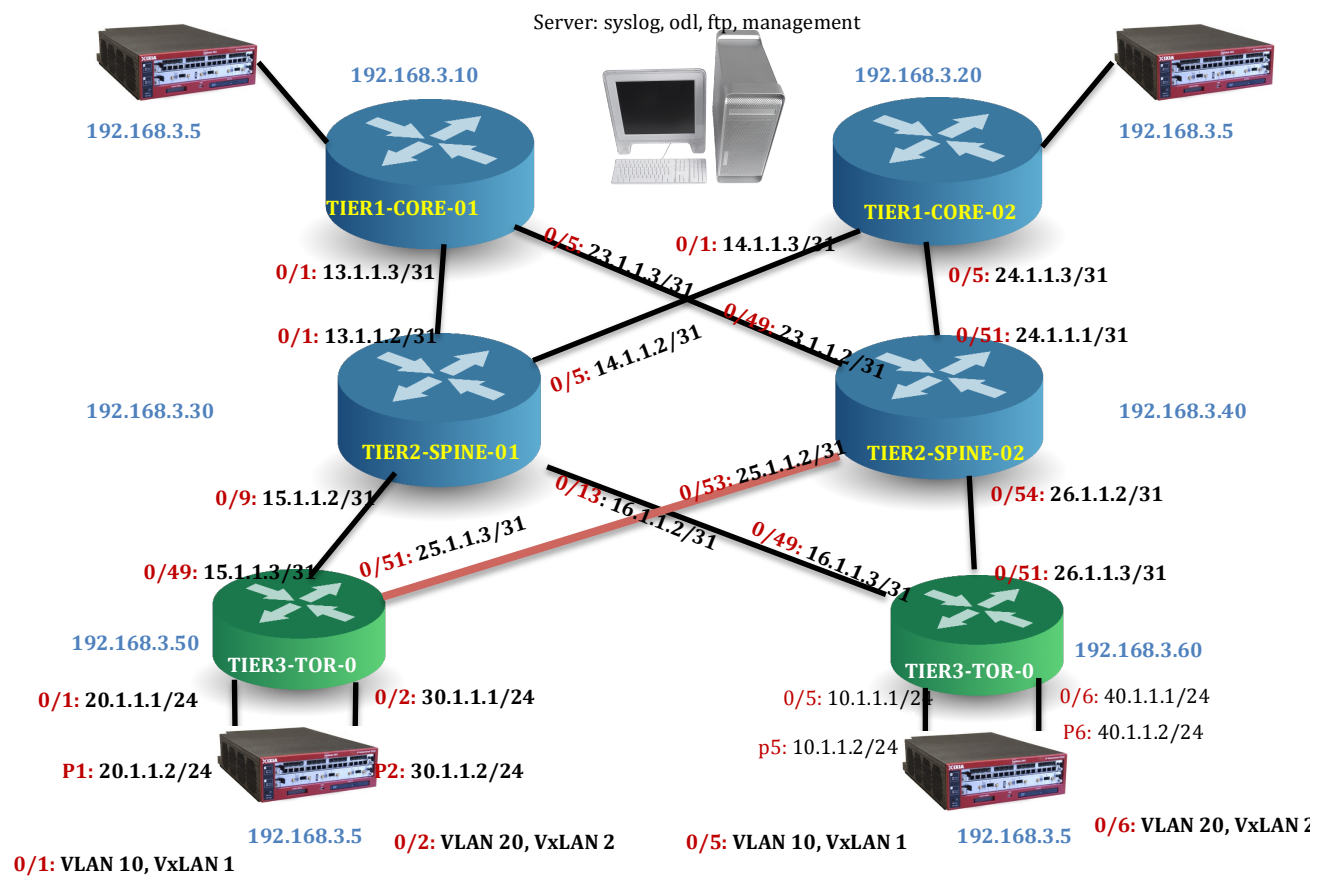 Server: syslog, odl, ftp, management
192.168.3.10
192.168.3.20
XIXIA
XIXIA
192.168.3.5
192.168.3.5
TIER1-CORE-01
TIER1-CORE-02
0/5: 23.1.1.3/31
0/1: 14.1.1.3/31
0/1: 13.1.1.3/31
0/5: 24.1.1.3/31
0/1: 13.1.1.2/31
0/49: 23.1.1.2/31
0/51: 24.1.1.1/31
0/5: 14.1.1.2/31
192.168.3.30
192.168.3.40
TIER2-SPINE-01
TIER2-SPINE-02
0/9: 15.1.1.2/31
0/13: 16.1.1.2/31
0/53: 25.1.1.2/31
0/54: 26.1.1.2/31
0/49: 15.1.1.3/31
0/51: 25.1.1.3/31
0/49: 16.1.1.3/31
0/51: 26.1.1.3/31
192.168.3.50
192.168.3.60
TIER3-TOR-0
TIER3-TOR-0
0/1: 20.1.1.1/24
0/2: 30.1.1.1/24
0/5: 10.1.1.1/24
0/6: 40.1.1.1/24
p5: 10.1.1.2/24
P6: 40.1.1.2/24
P1: 20.1.1.2/24
P2: 30.1.1.2/24
XIXIA
XIXIA
192.168.3.5
0/2: VLAN 20, VxLAN 2
0/5: VLAN 10, VxLAN 1
192.168.3.5
0/6: VLAN 20, VxLAN 2
0/1: VLAN 10, VxLAN 1